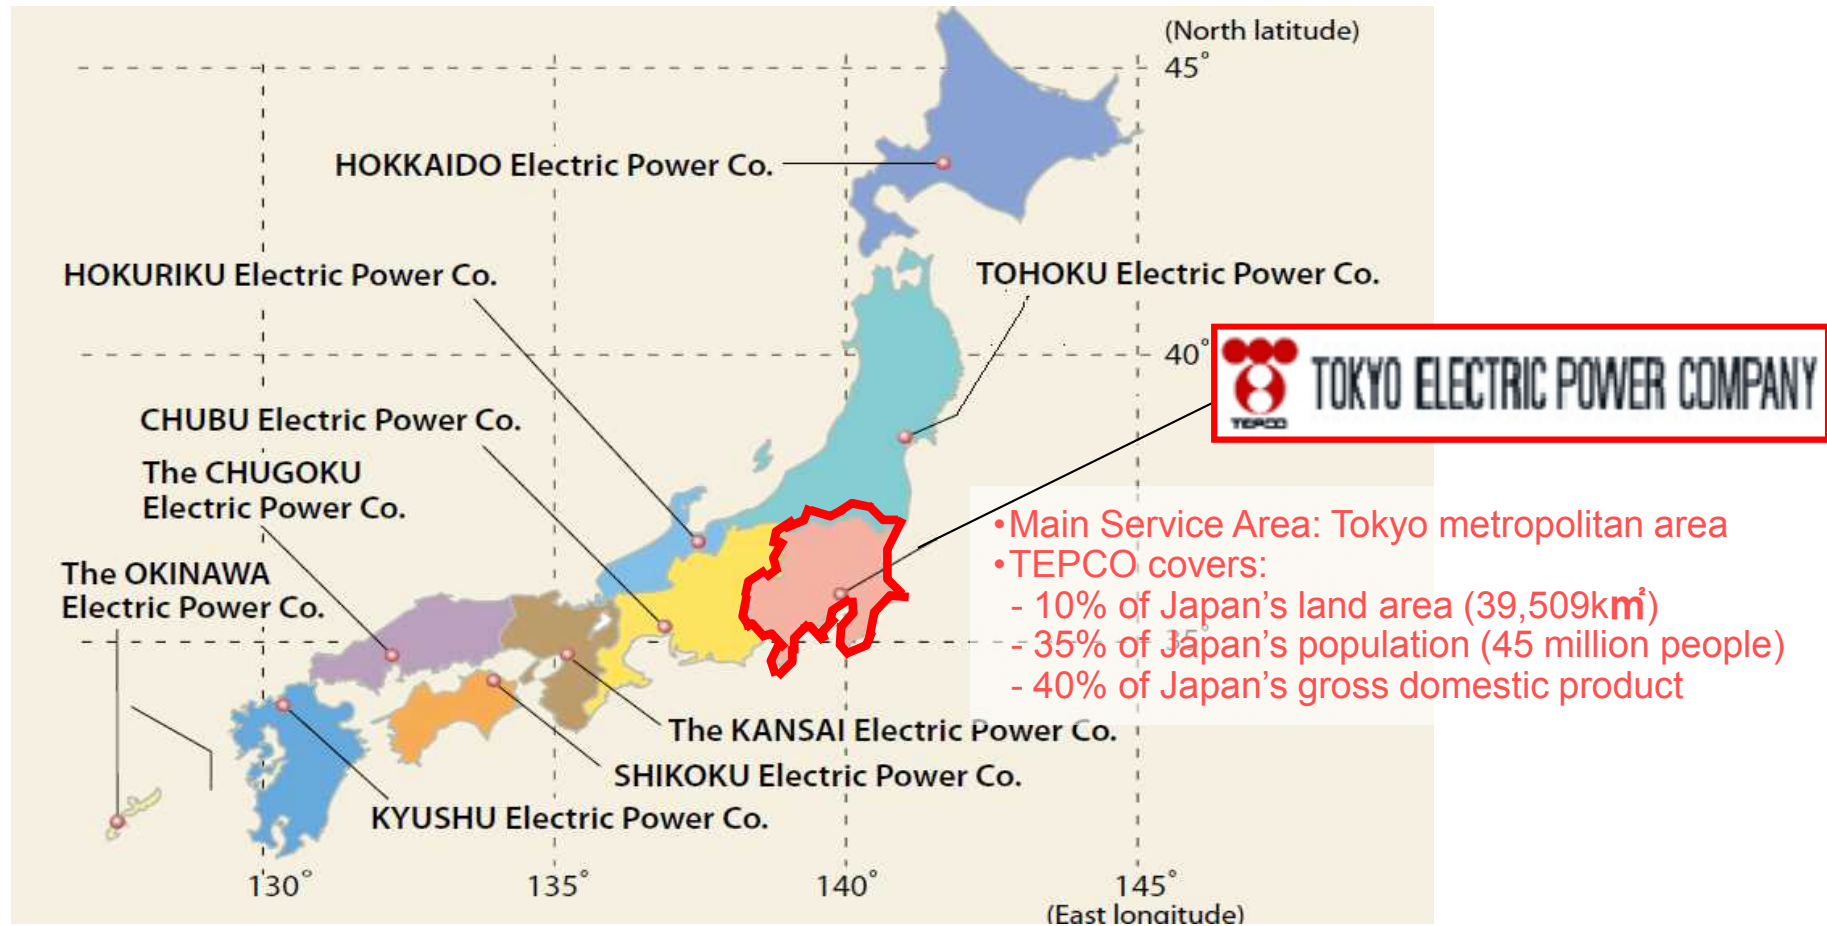 (North latitude)
45°
HOKKAIDO Electric Power Co.
HOKURIKU Electric Power Co.
TOHOKU Electric Power Co.
40°
TEPCO
TOKYO ELECTRIC POWER COMPANY
CHUBU Electric Power Co.
The CHUGOKU
Electric Power Co.
•Main Service Area: Tokyo metropolitan area
•TEPCO covers:
- 10% of Japan’s land area (39,509k㎡)
- 35% of Japan’s population (45 million people)
- 40% of Japan’s gross domestic product
35°
The OKINAWA
Electric Power Co.
The KANSAI Electric Power Co.
SHIKOKU Electric Power Co.
KYUSHU Electric Power Co.
130°
135°
140°
145°
(East longitude)